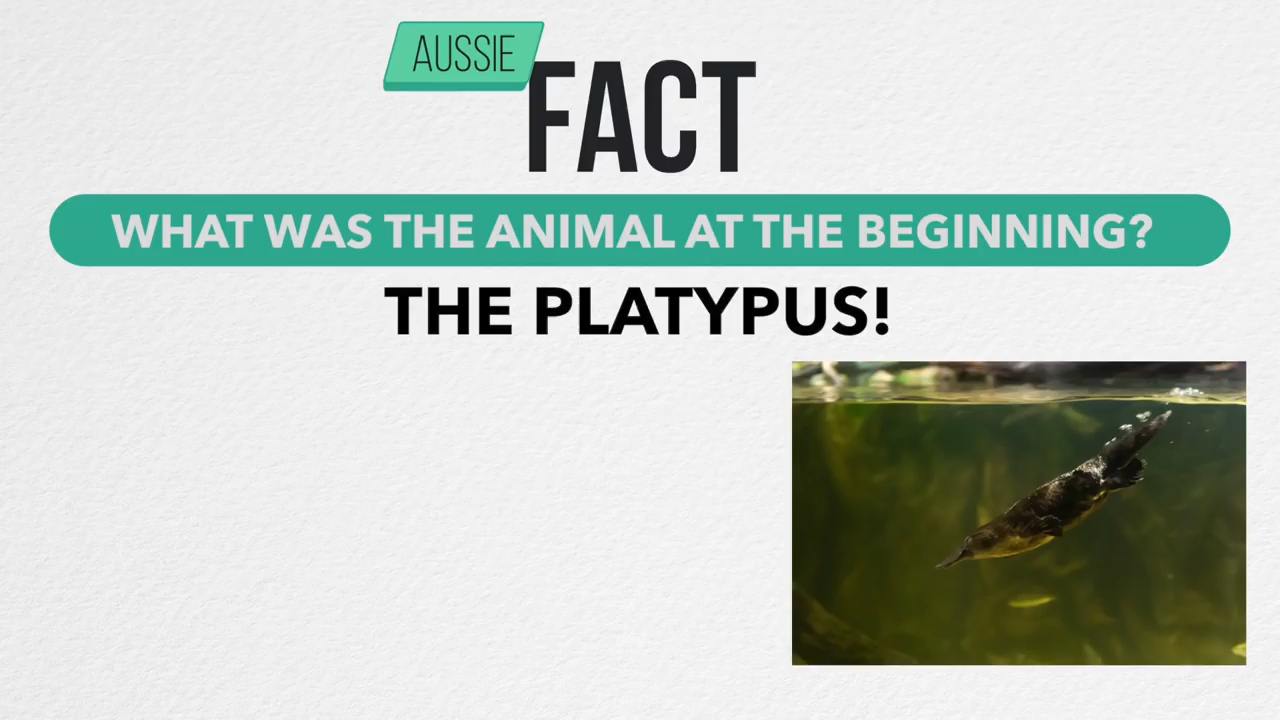 AUSSIE
FACT
WHAT WAS THE ANIMAL AT THE BEGINNING?
THE PLATYPUS!